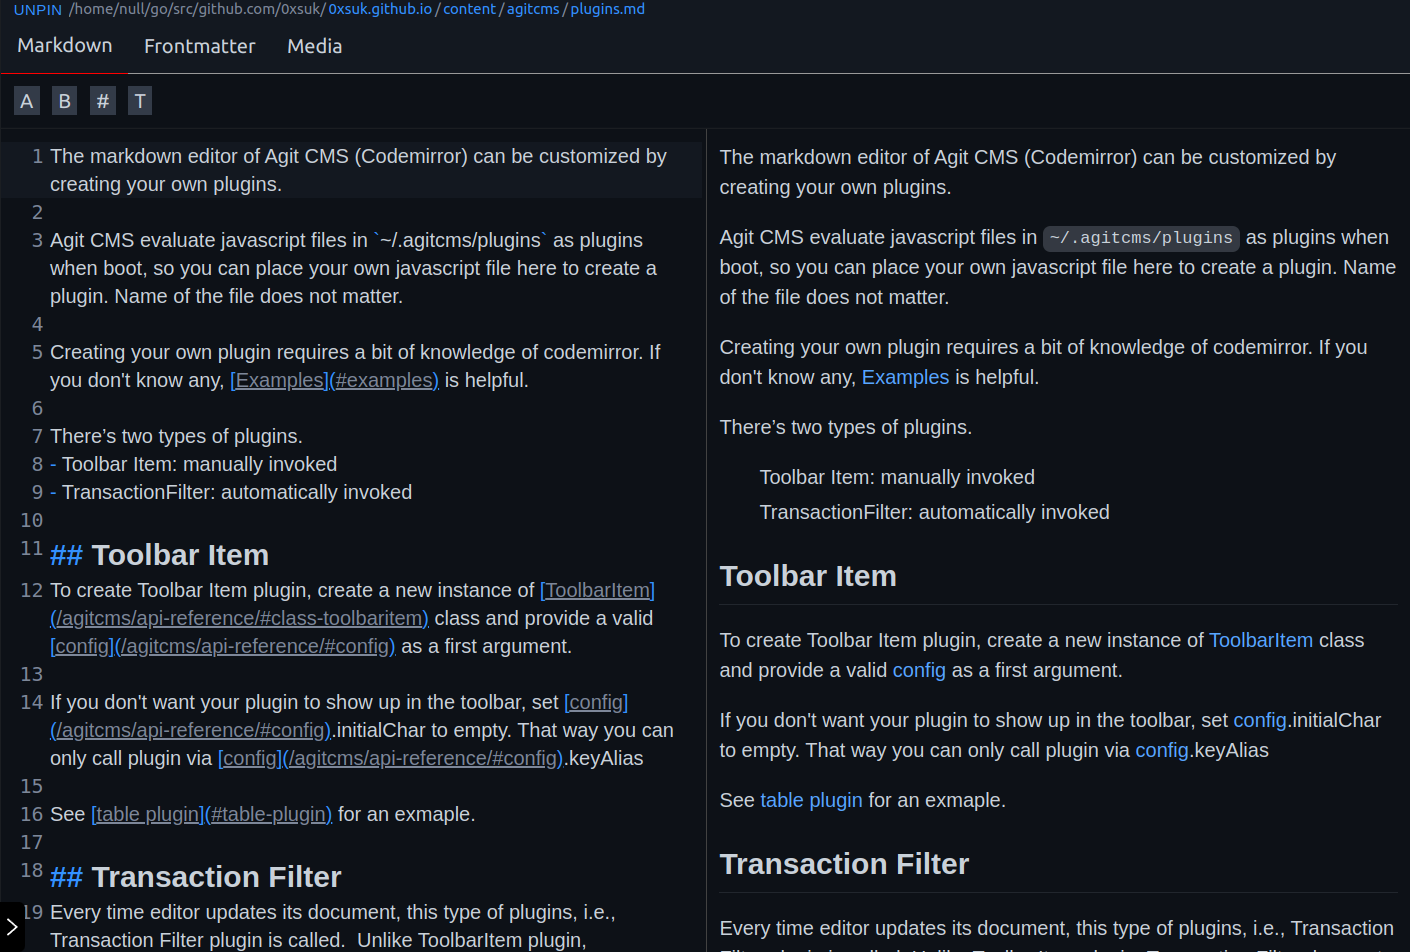 UNPIN /home/null/go/src/github.com/0xsuk/0xsuk.github.io/content/agitcms/plugins.md
Markdown Frontmatter Media
A B # T
1 The markdown editor of Agit CMS (Codemirror) can be customized by
creating your own plugins.
2
3 Agit CMS evaluate javascript files in `~/.agitcms/plugins` as plugins
when boot, so you can place your own javascript file here to create a
plugin. Name of the file does not matter.
4
5 Creating your own plugin requires a bit of knowledge of codemirror. If
you don't know any, [Examples](#examples) is helpful.
6
7 There’s two types of plugins.
8 - Toolbar Item: manually invoked
9 - TransactionFilter: automatically invoked
10
11 ## Toolbar Item
12 To create Toolbar Item plugin, create a new instance of [ToolbarItem]
(/agitcms/api-reference/#class-toolbaritem) class and provide a valid
[config](/agitcms/api-reference/#config) as a first argument.
13
14 If you don't want your plugin to show up in the toolbar, set [config]
(/agitcms/api-reference/#config).initialChar to empty. That way you can
only call plugin via [config](/agitcms/api-reference/#config).keyAlias
15
16 See [table plugin](#table-plugin) for an exmaple.
17
18 ## Transaction Filter
19 Every time editor updates its document, this type of plugins, i.e.,
Transaction Filter plugin is called.  Unlike ToolbarItem plugin,
The markdown editor of Agit CMS (Codemirror) can be customized by
creating your own plugins.
Agit CMS evaluate javascript files in ~/.agitcms/plugins as plugins when
boot, so you can place your own javascript file here to create a plugin. Name
of the file does not matter.
Creating your own plugin requires a bit of knowledge of codemirror. If you
don't know any, Examples is helpful.
There’s two types of plugins.
Toolbar Item: manually invoked
TransactionFilter: automatically invoked
Toolbar Item
To create Toolbar Item plugin, create a new instance of ToolbarItem class
and provide a valid config as a first argument.
If you don't want your plugin to show up in the toolbar, set config.initialChar
to empty. That way you can only call plugin via config.keyAlias
See table plugin for an exmaple.
Transaction Filter
Every time editor updates its document, this type of plugins, i.e., Transaction